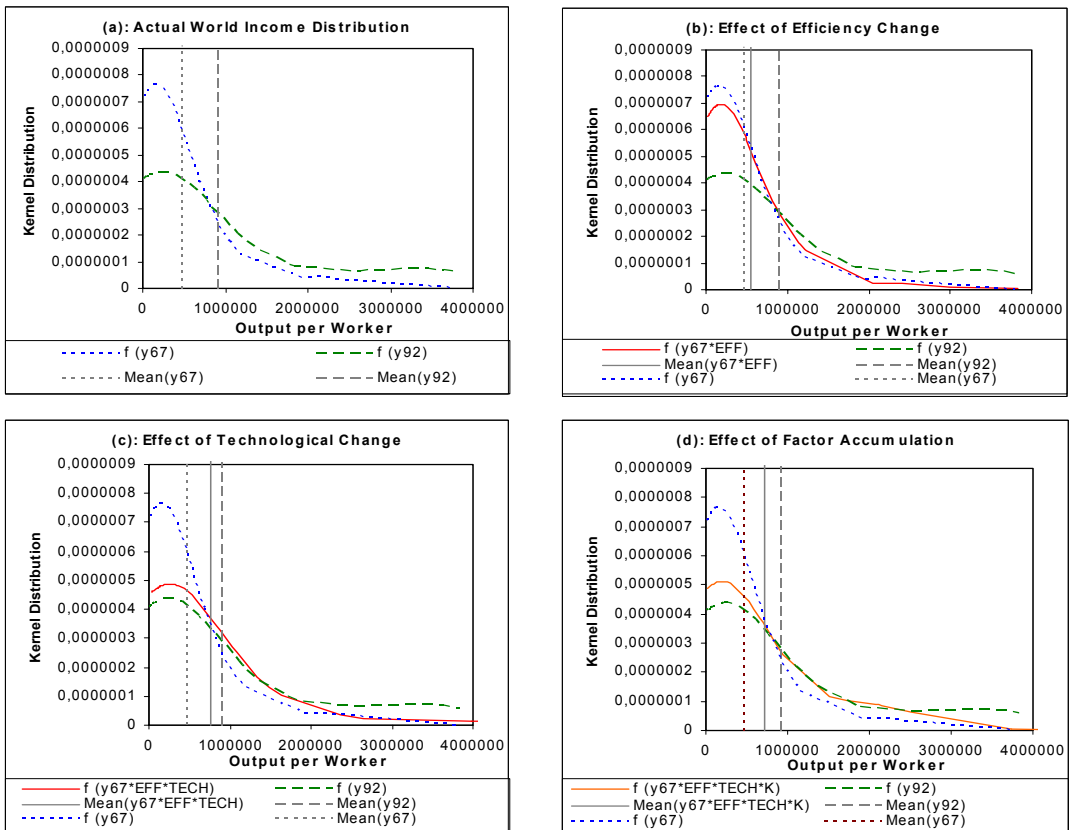 (a): Actual World Income Distribution
Kernel Distribution
0,0000009
0,0000008
0,0000007
0,0000006
0,0000005
0,0000004
0,0000003
0,0000002
0,0000001
0
0 1000000 2000000 3000000 4000000
Output per Worker
f (y67) f (y92)
Mean(y67) Mean(y92)
(b): Effect of Efficiency Change
Kernel Distribution
0,0000009
0,0000008
0,0000007
0,0000006
0,0000005
0,0000004
0,0000003
0,0000002
0,0000001
0
0 1000000 2000000 3000000 4000000
Output per Worker
f (y67*EFF) f (y92)
Mean(y67*EFF) Mean(y92)
f (y67) Mean(y67)
(c): Effect of Technological Change
Kernel Distribution
0,0000009
0,0000008
0,0000007
0,0000006
0,0000005
0,0000004
0,0000003
0,0000002
0,0000001
0
0 1000000 2000000 3000000 4000000
Output per Worker
f (y67*EFF*TECH) f (y92)
Mean(y67*EFF*TECH) Mean(y92)
f (y67) Mean(y67)
(d): Effect of Factor Accumulation
Kernel Distribution
0,0000009
0,0000008
0,0000007
0,0000006
0,0000005
0,0000004
0,0000003
0,0000002
0,0000001
0
0 1000000 2000000 3000000 4000000
Output per Worker
f (y67*EFF*TECH*K) f (y92)
Mean(y67*EFF*TECH*K) Mean(y92)
f (y67) Mean(y67)